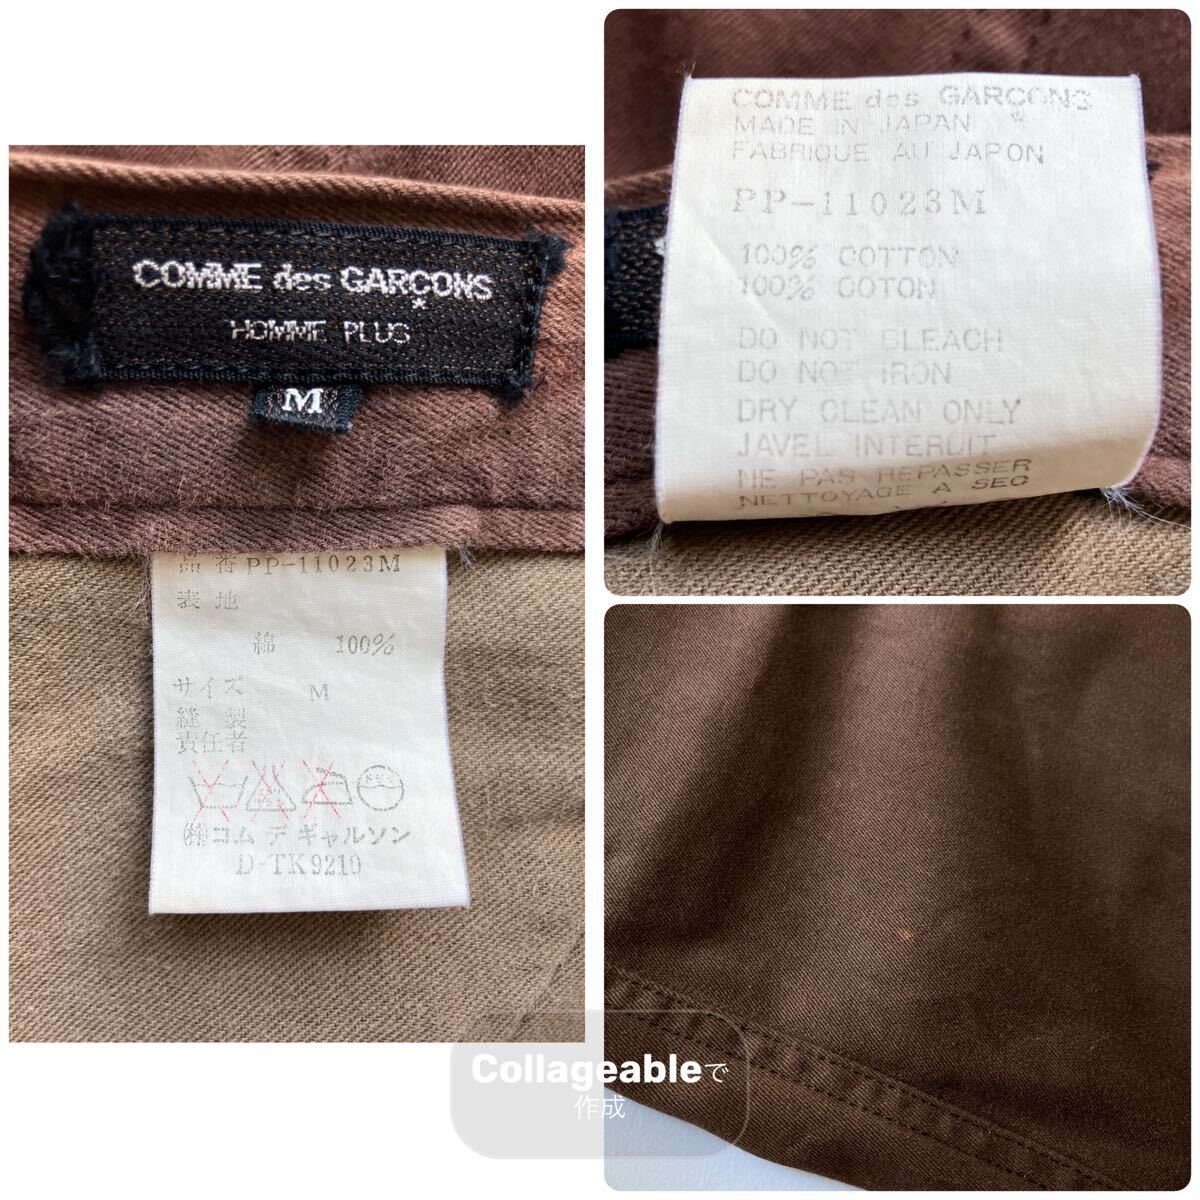 COMME des GARÇONS
HOMME PLUS
M
品番 PP-11023M
表地
綿 100%
サイズ M
縫製
責任者
㈱コム デ ギャルソン
D-TK9210
COMME des GARÇONS
MADE IN JAPAN
FABRIQUE AU JAPON
PP-11023M
100% COTTON
100% COTON
DO NOT BLEACH
DO NOT IRON
DRY CLEAN ONLY
JAVEL INTERDIT
NE PAS REPASSER
NETTOYAGE A SEC
Collageableで
作成